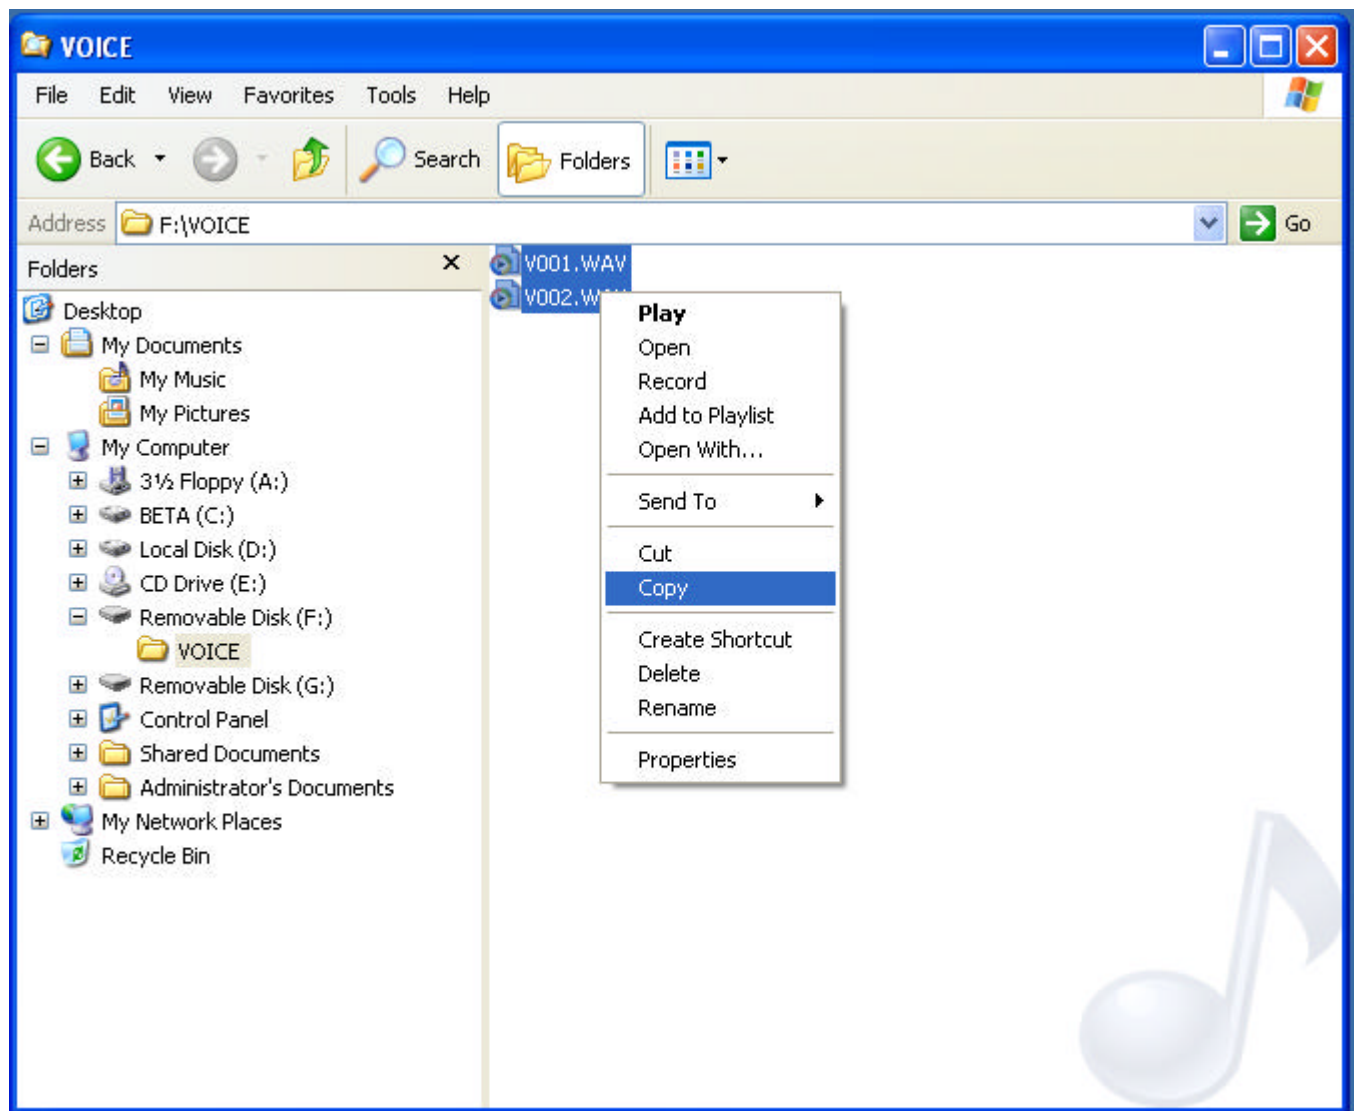 VOICE
File Edit View Favorites Tools Help
Back Search Folders
Address F:\VOICE Go
Folders
Desktop
My Documents
My Music
My Pictures
My Computer
3½ Floppy (A:)
BETA (C:)
Local Disk (D:)
CD Drive (E:)
Removable Disk (F:)
VOICE
Removable Disk (G:)
Control Panel
Shared Documents
Administrator's Documents
My Network Places
Recycle Bin
V001.WAV
V002.W
Play
Open
Record
Add to Playlist
Open With...
Send To
Cut
Copy
Create Shortcut
Delete
Rename
Properties